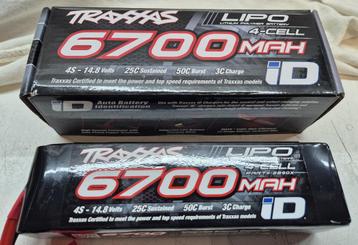 TRAXXAS LIPO
LITHIUM POLYMER BATTERY
6700 MAH
4-CELL
4S - 14.8 Volts 25C Sustained 50C Burst 3C Charge
Traxxas Certified to meet the power and top speed requirements of Traxxas models
iD
iD Auto Battery
Identification
TRAXXAS LIPO
6700 MAH
4-CELL
4S - 14.8 Volts 25C Sustained 50C Burst 3C Charge
iD
Traxxas Certified to meet the power and top speed requirements of Traxxas models